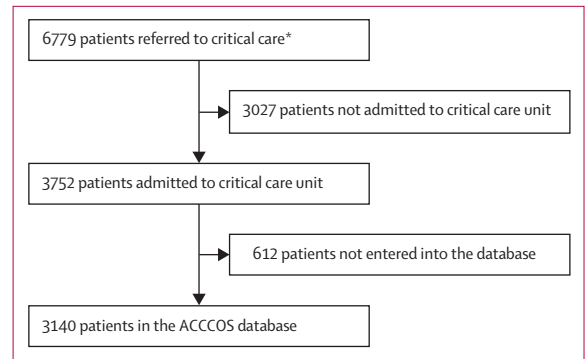 6779 patients referred to critical care*
3027 patients not admitted to critical care unit
3752 patients admitted to critical care unit
612 patients not entered into the database
3140 patients in the ACCCOS database